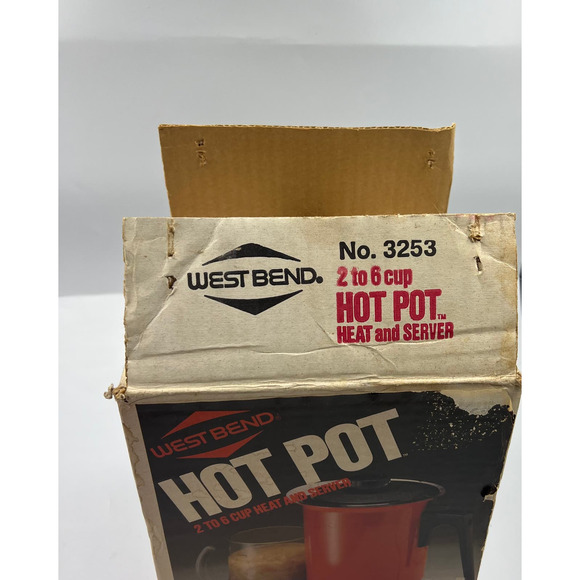 WEST BEND®
No. 3253
2 to 6 cup
HOT POT™
HEAT and SERVER
WEST BEND®
HOT POT™
2 TO 6 CUP HEAT AND SERVER